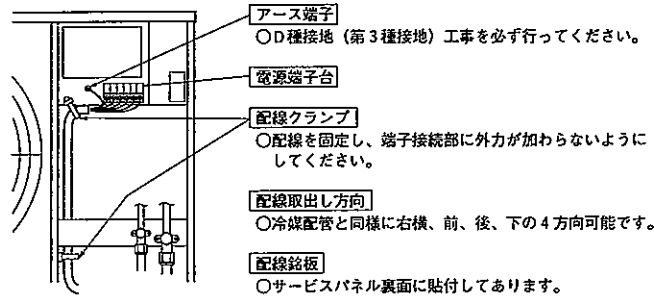 アース端子
○D種接地（第3種接地）工事を必ず行ってください。
電源端子台
配線クランプ
○配線を固定し、端子接続部に外力が加わらないように
してください。
配線取出し方向
○冷媒配管と同様に右横、前、後、下の4方向可能です。
配線銘板
○サービスパネル裏面に貼付してあります。